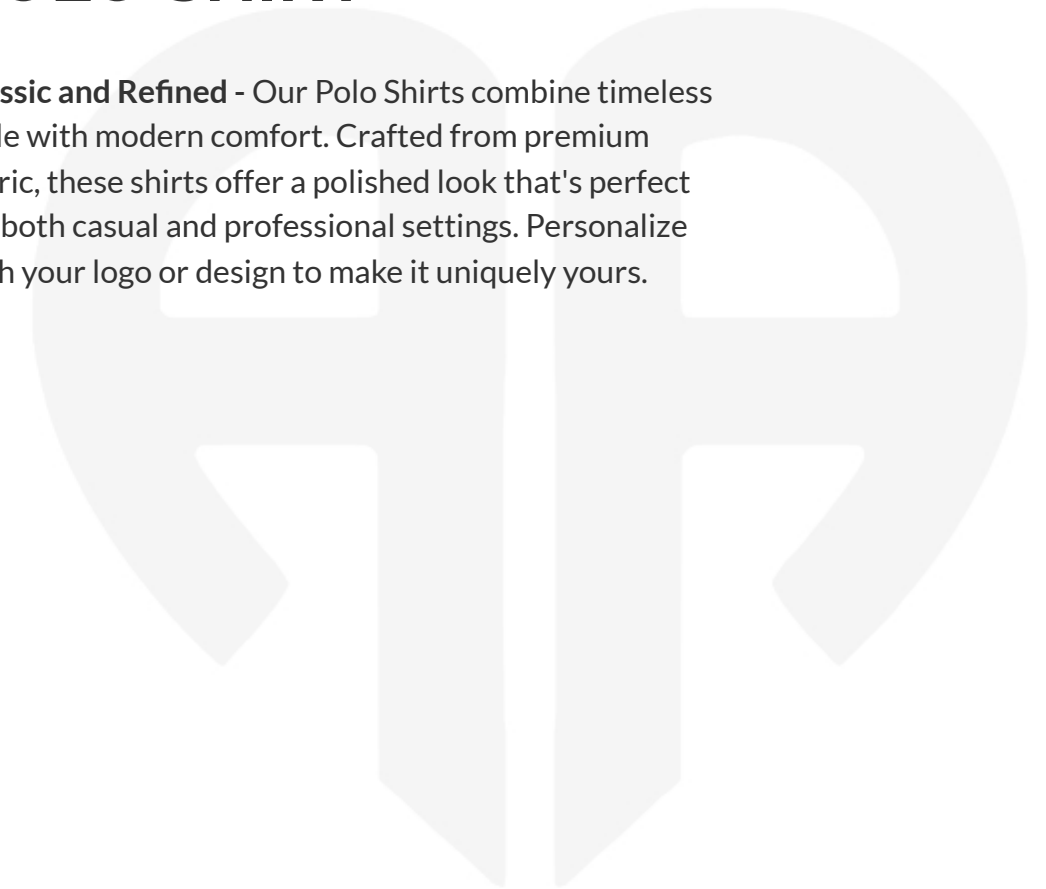 ssic and Refined - Our Polo Shirts combine timeless
le with modern comfort. Crafted from premium
ric, these shirts offer a polished look that's perfect
both casual and professional settings. Personalize
h your logo or design to make it uniquely yours.